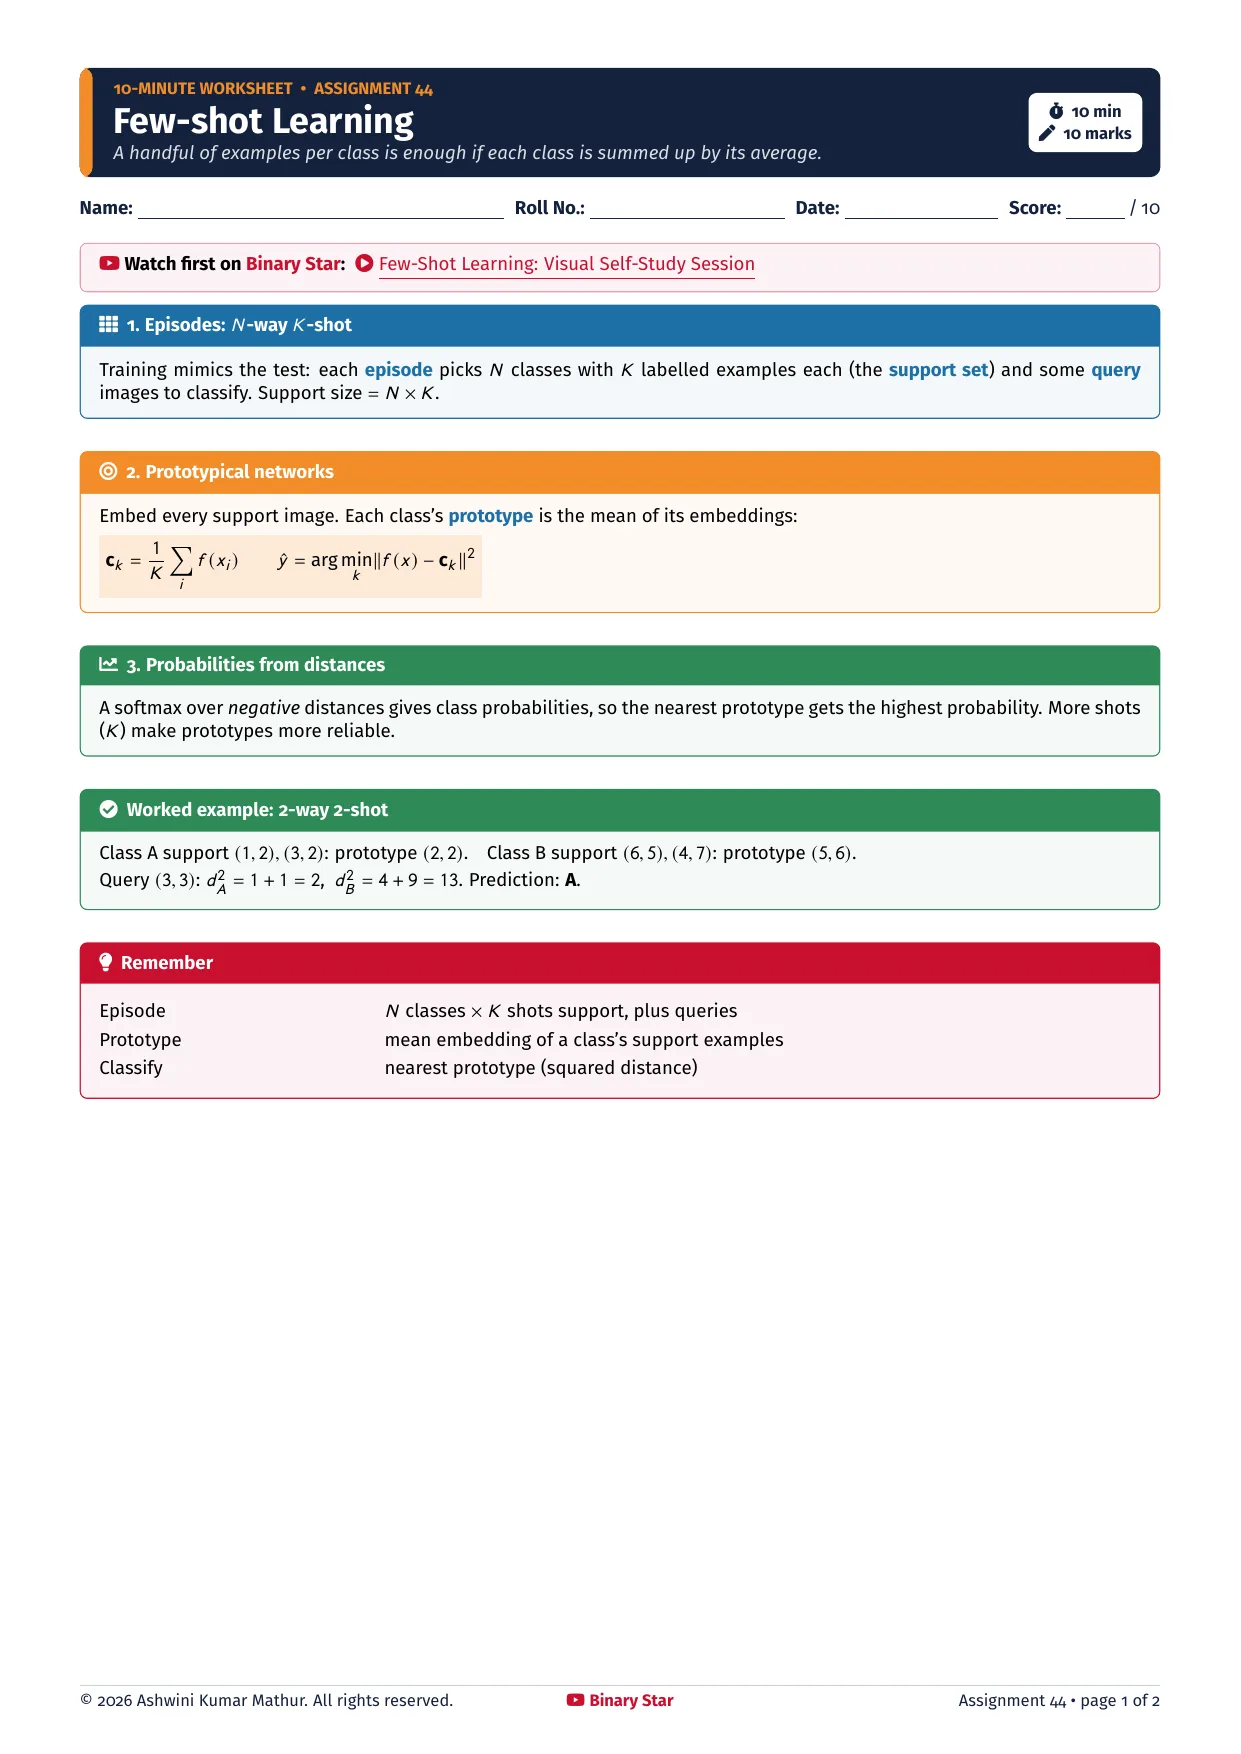 10-MINUTE WORKSHEET • ASSIGNMENT 44
Few-shot Learning
A handful of examples per class is enough if each class is summed up by its average.
10 min
10 marks
Name: Roll No.: Date: Score: / 10
Watch first on Binary Star: Few-Shot Learning: Visual Self-Study Session
1. Episodes: N-way K-shot
Training mimics the test: each episode picks N classes with K labelled examples each (the support set) and some query
images to classify. Support size = N × K.
2. Prototypical networks
Embed every support image. Each class's prototype is the mean of its embeddings:
c_k = 1/K ∑_i f(x_i)  ŷ = arg min_k ‖f(x) − c_k‖²
3. Probabilities from distances
A softmax over negative distances gives class probabilities, so the nearest prototype gets the highest probability. More shots
(K) make prototypes more reliable.
Worked example: 2-way 2-shot
Class A support (1, 2), (3, 2): prototype (2, 2). Class B support (6, 5), (4, 7): prototype (5, 6).
Query (3, 3): d²_A = 1 + 1 = 2, d²_B = 4 + 9 = 13. Prediction: A.
Remember
Episode N classes × K shots support, plus queries
Prototype mean embedding of a class's support examples
Classify nearest prototype (squared distance)
© 2026 Ashwini Kumar Mathur. All rights reserved. Binary Star Assignment 44 • page 1 of 2